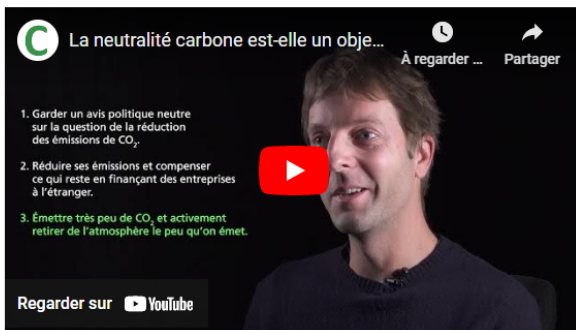 C
La neutralité carbone est-elle un obje...
À regarder ...
Partager
1. Garder un avis politique neutre
sur la question de la réduction
des émissions de CO₂.
2. Réduire ses émissions et compenser
ce qui reste en finançant des entreprises
à l'étranger.
3. Émettre très peu de CO₂ et activement
retirer de l'atmosphère le peu qu'on émet.
Regarder sur YouTube